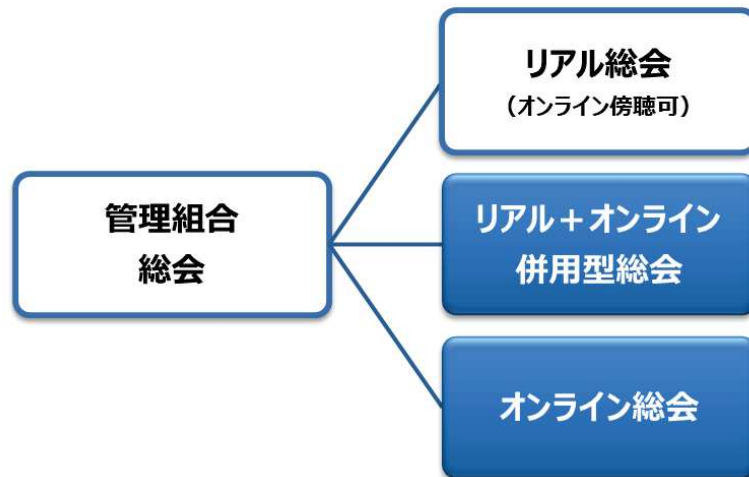 管理組合
総会
リアル総会
（オンライン傍聴可）
リアル＋オンライン
併用型総会
オンライン総会